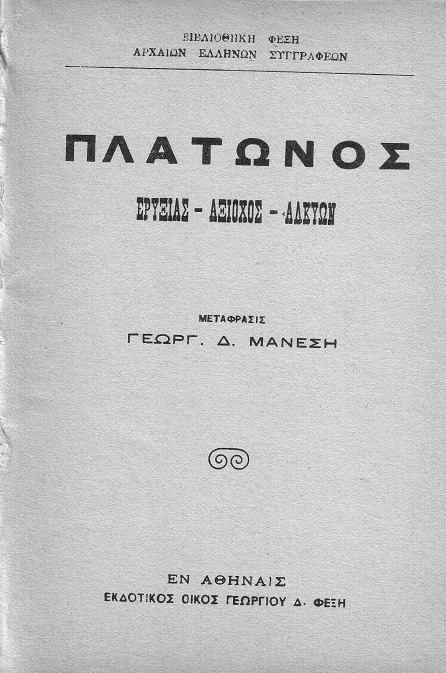 ΒΙΒΛΙΟΘΗΚΗ ΦΕΞΗ
ΑΡΧΑΙΩΝ ΕΛΛΗΝΩΝ ΣΥΓΓΡΑΦΕΩΝ
ΠΛΑΤΩΝΟΣ
ΕΡΥΞΙΑΣ - ΑΞΙΟΧΟΣ - ΑΛΚΥΩΝ
ΜΕΤΑΦΡΑΣΙΣ
ΓΕΩΡΓ. Δ. ΜΑΝΕΣΗ
ΕΝ ΑΘΗΝΑΙΣ
ΕΚΔΟΤΙΚΟΣ ΟΙΚΟΣ ΓΕΩΡΓΙΟΥ Δ. ΦΕΞΗ